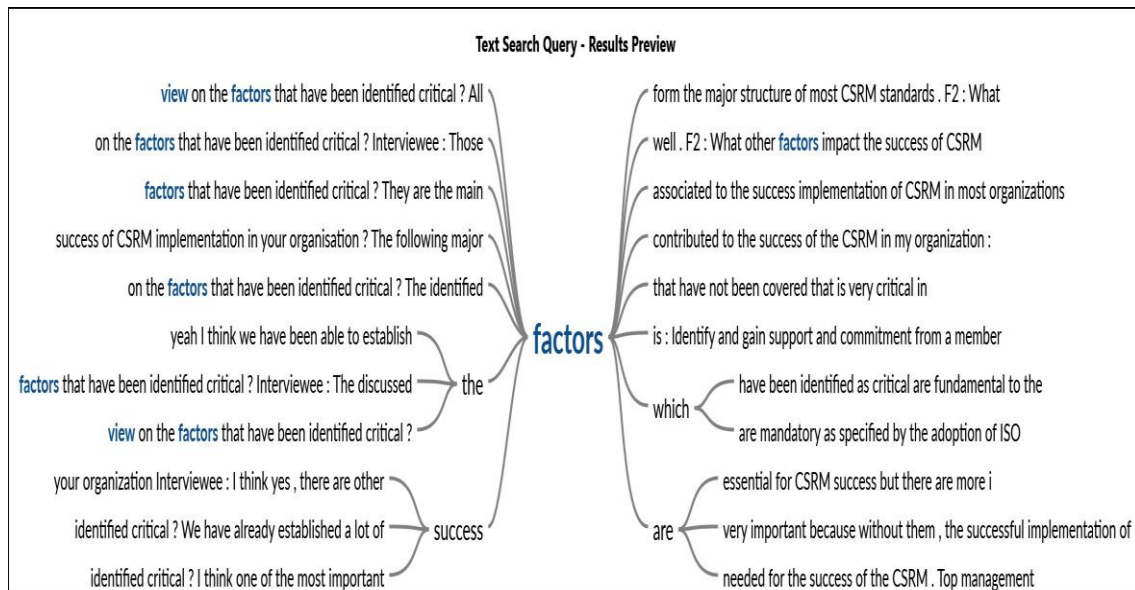 Text Search Query - Results Preview
view on the factors that have been identified critical ? All
on the factors that have been identified critical ? Interviewee : Those
factors that have been identified critical ? They are the main
success of CSRM implementation in your organisation ? The following major
on the factors that have been identified critical ? The identified
yeah I think we have been able to establish
factors that have been identified critical ? Interviewee : The discussed
the
view on the factors that have been identified critical ?
your organization Interviewee : I think yes , there are other
identified critical ? We have already established a lot of
success
identified critical ? I think one of the most important
factors
form the major structure of most CSRM standards . F2 : What
well . F2 : What other factors impact the success of CSRM
associated to the success implementation of CSRM in most organizations
contributed to the success of the CSRM in my organization :
that have not been covered that is very critical in
is : Identify and gain support and commitment from a member
which
have been identified as critical are fundamental to the
are mandatory as specified by the adoption of ISO
are
essential for CSRM success but there are more i
very important because without them , the successful implementation of
needed for the success of the CSRM . Top management